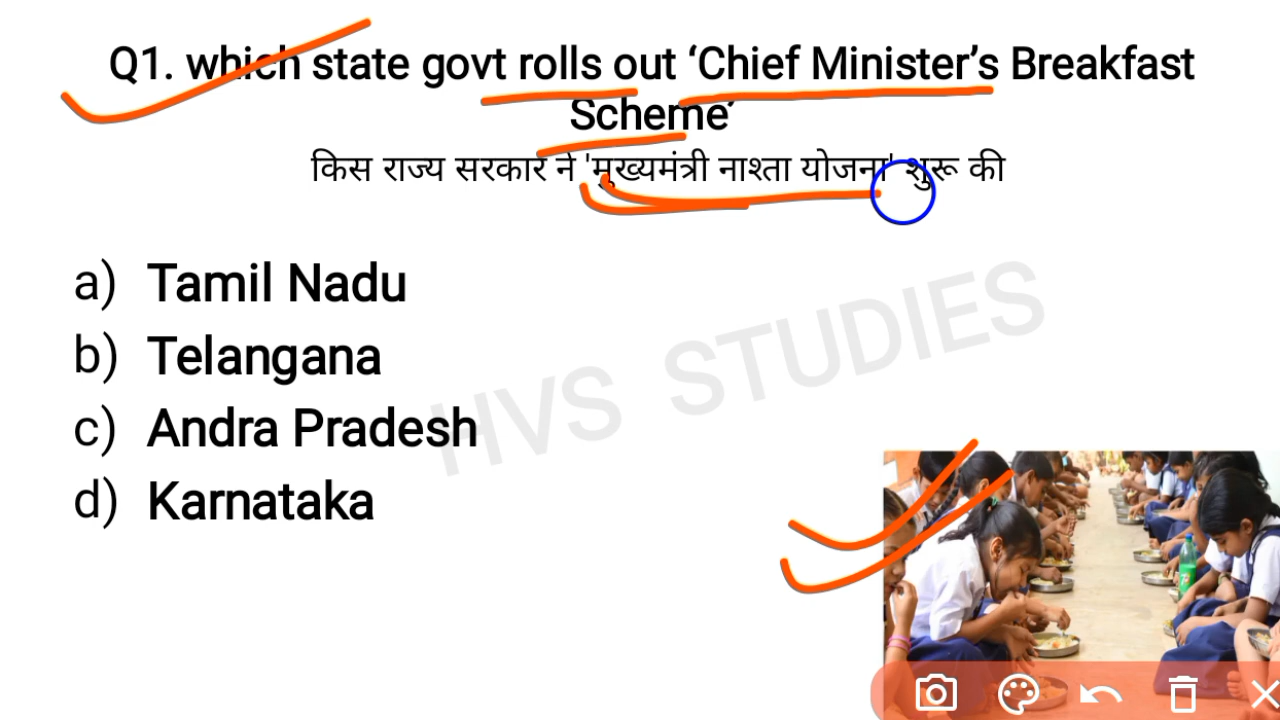 Q1. which state govt rolls out ‘Chief Minister’s Breakfast
Scheme’
किस राज्य सरकार ने 'मुख्यमंत्री नाश्ता योजना' शुरू की
a) Tamil Nadu
b) Telangana
c) Andra Pradesh
d) Karnataka
HVS STUDIES